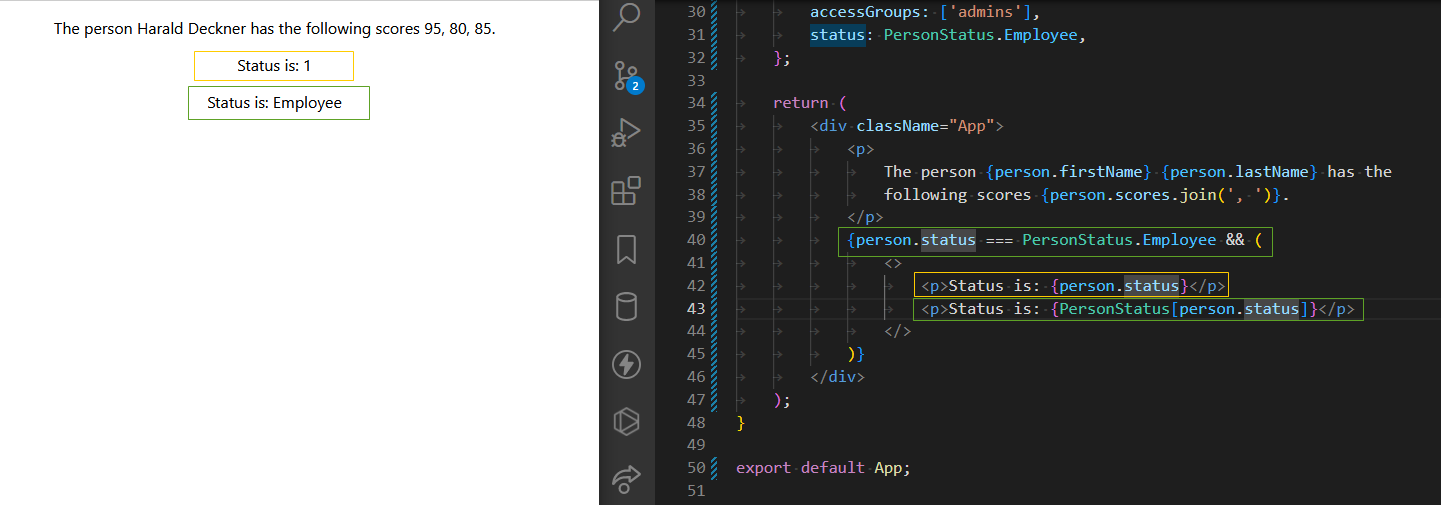 The person Harald Deckner has the following scores 95, 80, 85.
Status is: 1
Status is: Employee
2
30 accessGroups: ['admins'],
31 status: PersonStatus.Employee,
32 };
33
34 return (
35 <div className="App">
36 <p>
37 The person {person.firstName} {person.lastName} has the
38 following scores {person.scores.join(', ')}.
39 </p>
40 {person.status === PersonStatus.Employee && (
41 <>
42 <p>Status is: {person.status}</p>
43 <p>Status is: {PersonStatus[person.status]}</p>
44 </>
45 )}
46 </div>
47 );
48 }
49
50 export default App;
51